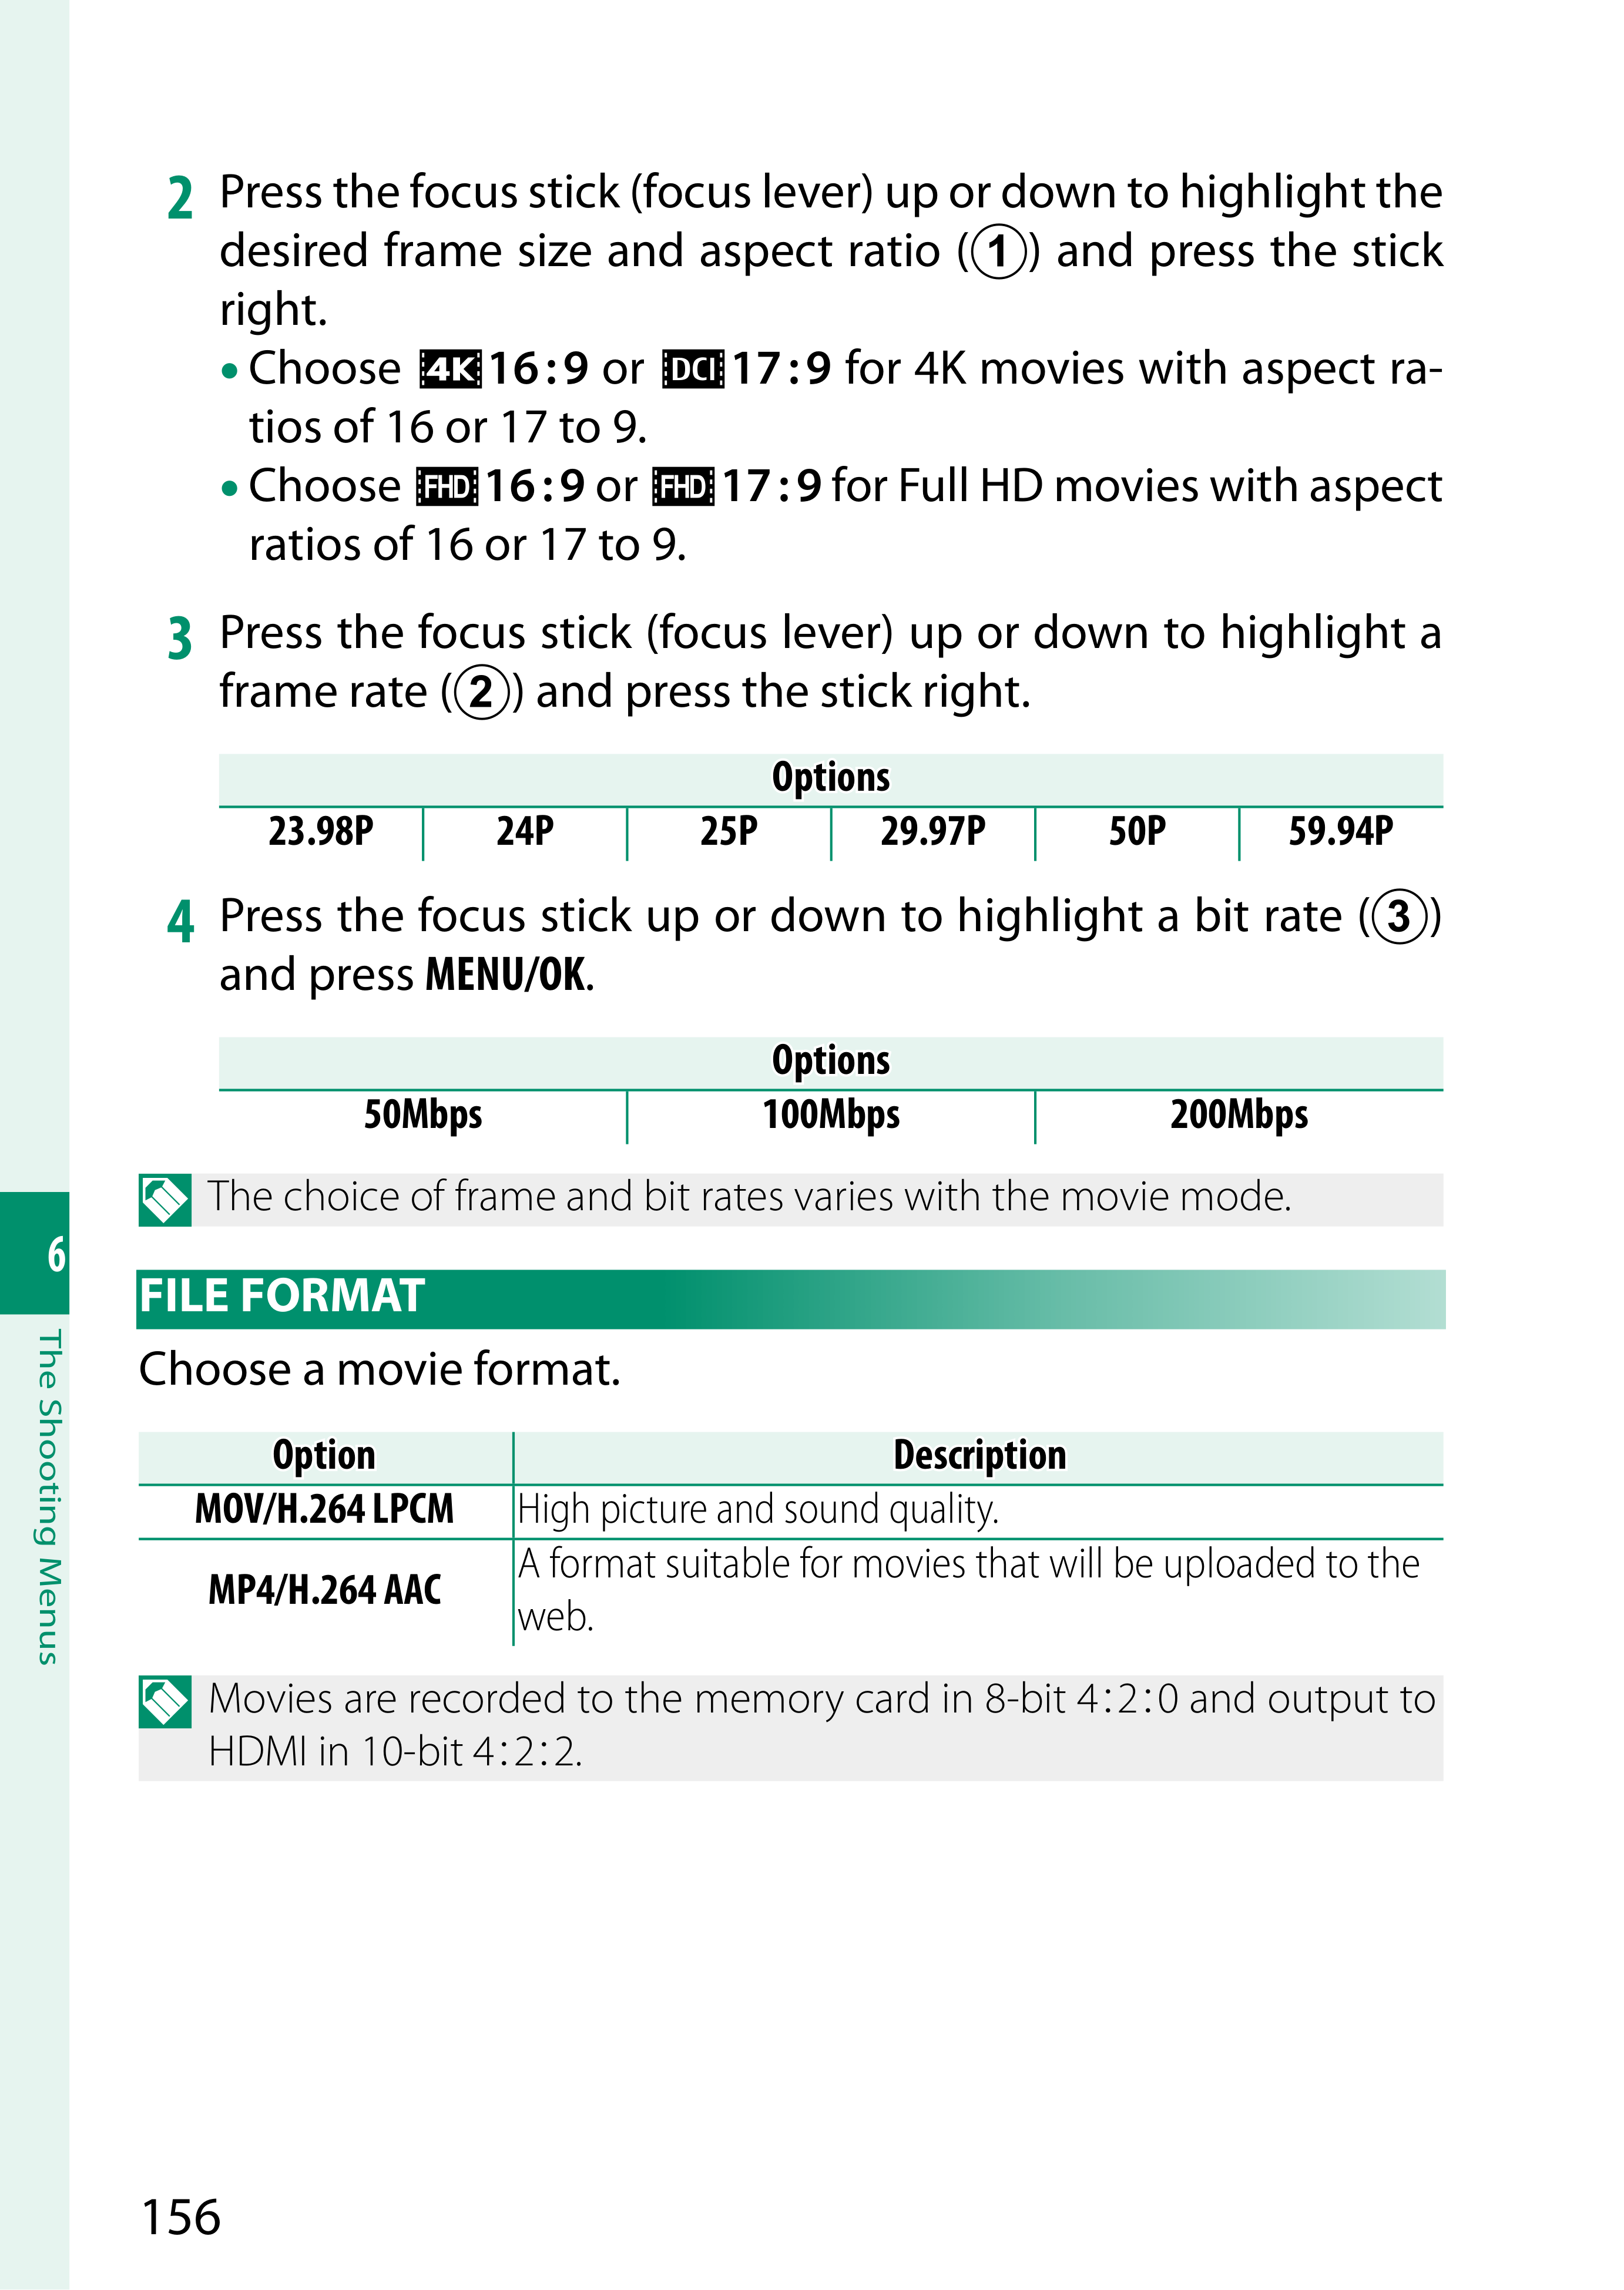 2 Press the focus stick (focus lever) up or down to highlight the
desired frame size and aspect ratio (①) and press the stick
right.
• Choose 4K 16:9 or DCI 17:9 for 4K movies with aspect ra-
tios of 16 or 17 to 9.
• Choose FHD 16:9 or FHD 17:9 for Full HD movies with aspect
ratios of 16 or 17 to 9.
3 Press the focus stick (focus lever) up or down to highlight a
frame rate (②) and press the stick right.
Options
23.98P 24P 25P 29.97P 50P 59.94P
4 Press the focus stick up or down to highlight a bit rate (③)
and press MENU/OK.
Options
50Mbps 100Mbps 200Mbps
The choice of frame and bit rates varies with the movie mode.
6
The Shooting Menus
FILE FORMAT
Choose a movie format.
Option Description
MOV/H.264 LPCM High picture and sound quality.
MP4/H.264 AAC A format suitable for movies that will be uploaded to the
web.
Movies are recorded to the memory card in 8-bit 4:2:0 and output to
HDMI in 10-bit 4:2:2.
156